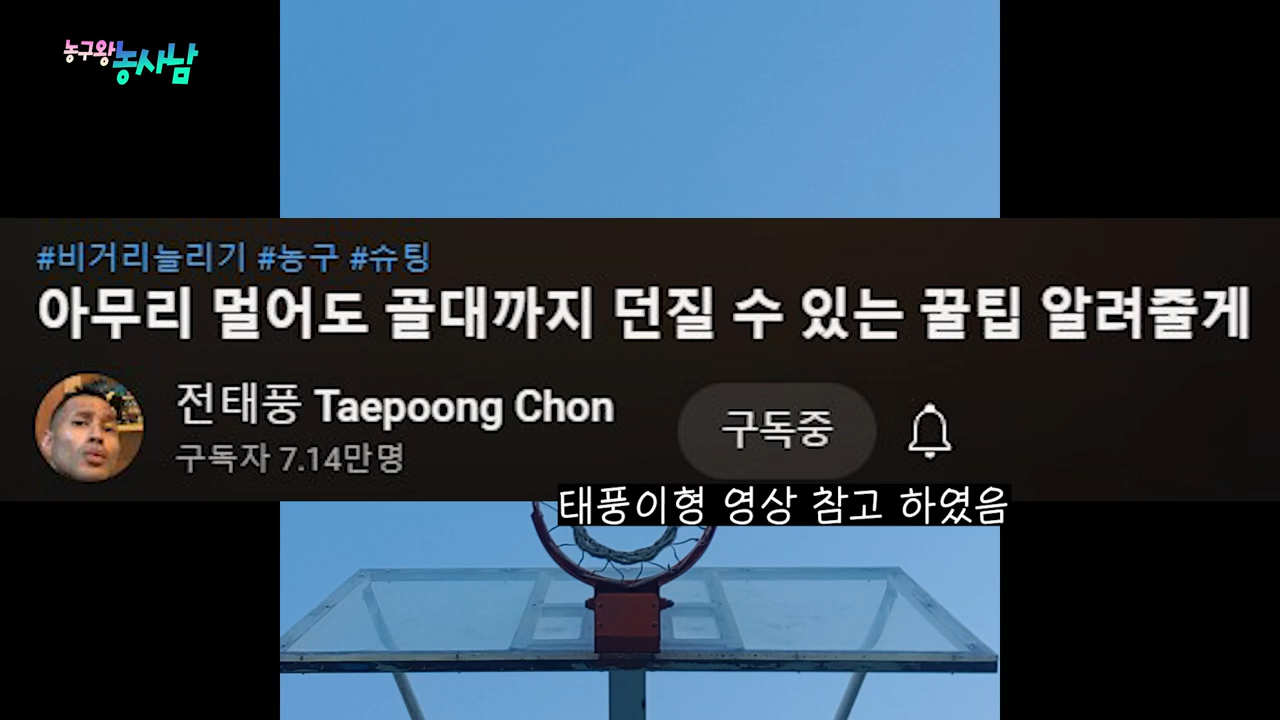 농구왕
농사남
#비거리늘리기 #농구 #슈팅
아무리 멀어도 골대까지 던질 수 있는 꿀팁 알려줄게
전태풍 Taepoong Chon
구독자 7.14만명
구독중
태풍이형 영상 참고 하였음